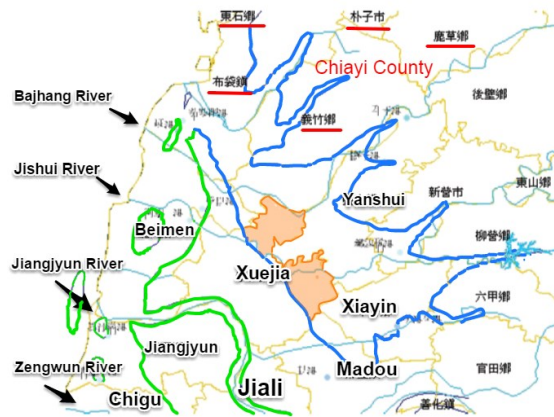 東石鄉
朴子市
鹿草鄉
Chiayi County
布袋鎮
後壁鄉
Bajhang River
義竹鄉
Jishui River
Yanshui
新營市
東山鄉
Beimen
柳營鄉
Xuejia
Jiangjyun River
Xiayin
六甲鄉
Jiangjyun
Zengwun River
Madou
官田鄉
Jiali
Chigu
善化鎮